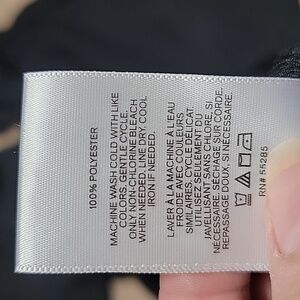 100% POLYESTER
MACHINE WASH COLD WITH LIKE
COLORS. GENTLE CYCLE.
ONLY NON-CHLORINE BLEACH
WHEN NEEDED. LINE DRY. COOL
IRON IF NEEDED.
LAVER À LA MACHINE À L'EAU
FROIDE AVEC COULEURS
SIMILAIRES, CYCLE DÉLICAT.
UTILISEZ SEULEMENT DU
JAVELLISANT SANS CHLORE, SI
NÉCESSAIRE. SÉCHAGE SUR CORDE.
REPASSAGE DOUX, SI NÉCESSAIRE.
RN# 55285